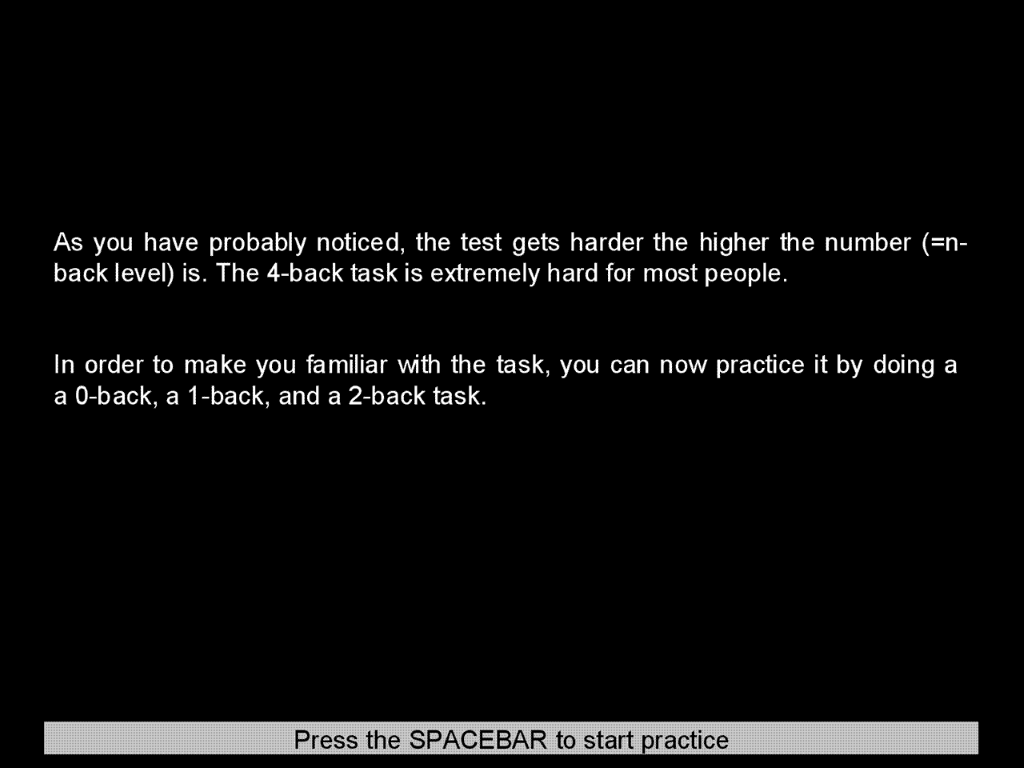 As you have probably noticed, the test gets harder the higher the number (=n-
back level) is. The 4-back task is extremely hard for most people.
In order to make you familiar with the task, you can now practice it by doing a
a 0-back, a 1-back, and a 2-back task.
Press the SPACEBAR to start practice